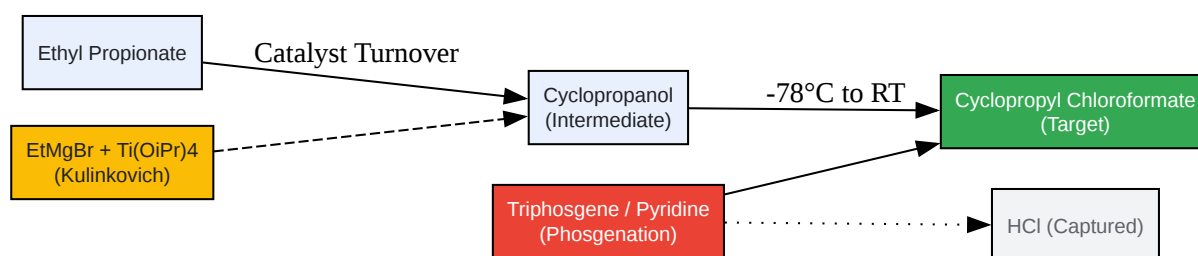 Ethyl Propionate
Catalyst Turnover
EtMgBr + Ti(OiPr)4
(Kulinkovich)
Cyclopropanol
(Intermediate)
-78°C to RT
Cyclopropyl Chloroformate
(Target)
Triphosgene / Pyridine
(Phosgenation)
HCl (Captured)